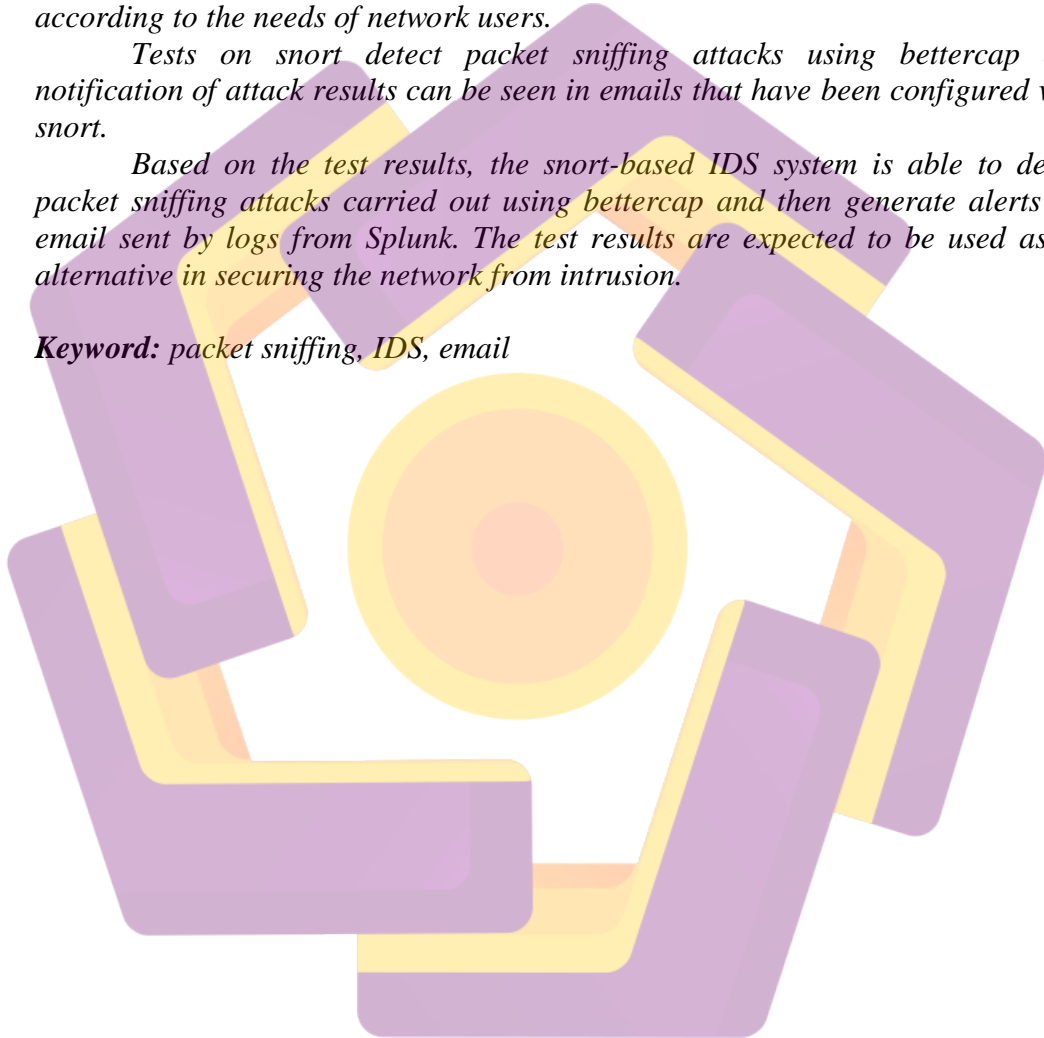 according to the needs of network users.
Tests on snort detect packet sniffing attacks using bettercap
notification of attack results can be seen in emails that have been configured
snort.
Based on the test results, the snort-based IDS system is able to de
packet sniffing attacks carried out using bettercap and then generate alerts
email sent by logs from Splunk. The test results are expected to be used as
alternative in securing the network from intrusion.
Keyword: packet sniffing, IDS, email